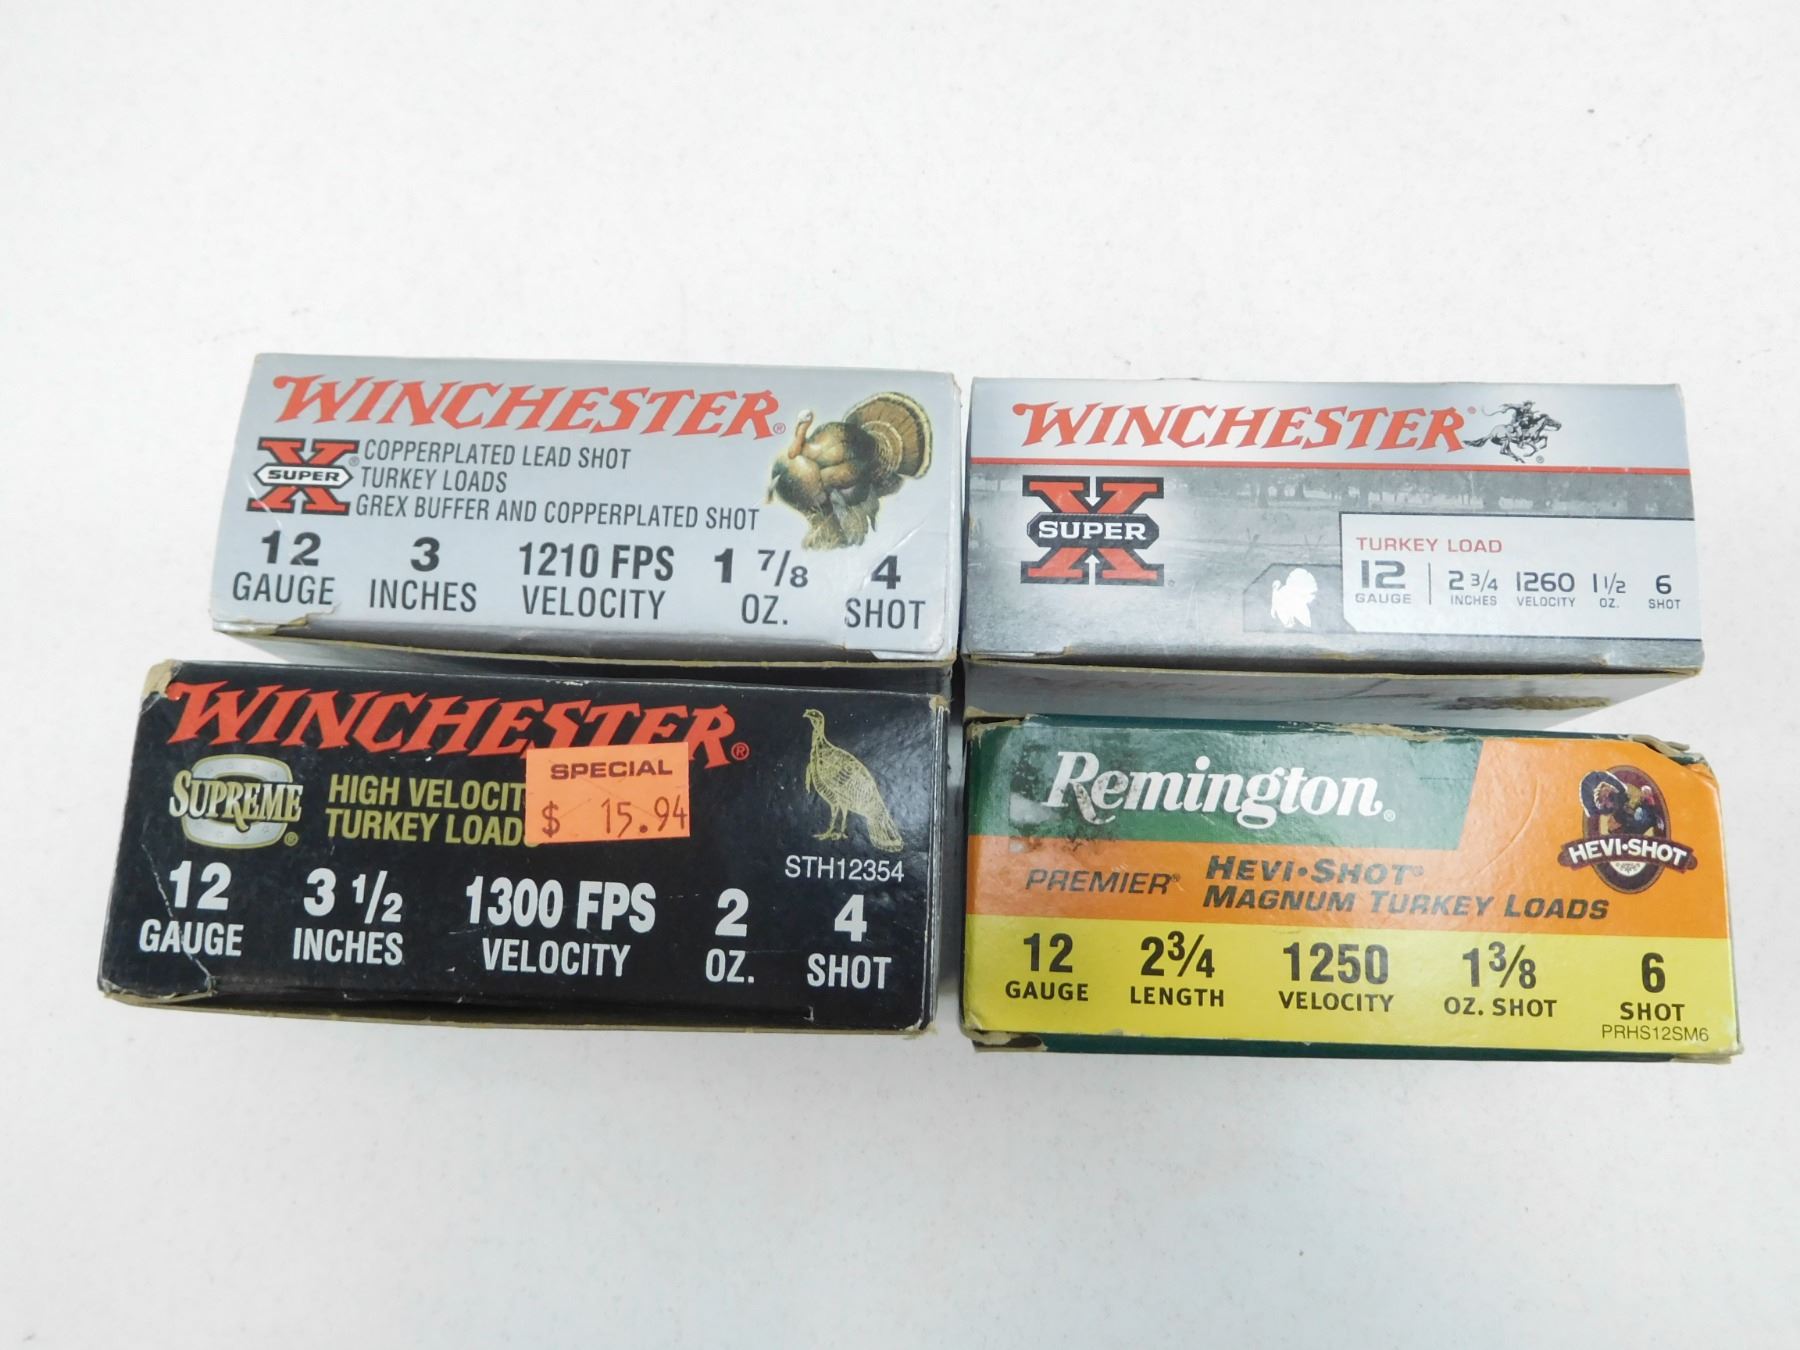 WINCHESTER®
SUPER X®
COPPERPLATED LEAD SHOT
TURKEY LOADS
GREX BUFFER AND COPPERPLATED SHOT
12 3 1210 FPS 1 7/8 4
GAUGE INCHES VELOCITY OZ. SHOT
WINCHESTER®
SUPER X®
TURKEY LOAD
12 2 3/4 1260 1 1/2 6
GAUGE INCHES VELOCITY OZ. SHOT
WINCHESTER®
SUPREME®
HIGH VELOCIT
TURKEY LOAD
SPECIAL
$ 15.94
STH12354
12 3 1/2 1300 FPS 2 4
GAUGE INCHES VELOCITY OZ. SHOT
Remington®
HEVI•SHOT
PREMIER® HEVI•SHOT®
MAGNUM TURKEY LOADS
12 2 3/4 1250 1 3/8 6
GAUGE LENGTH VELOCITY OZ. SHOT SHOT
PRHS12SM6